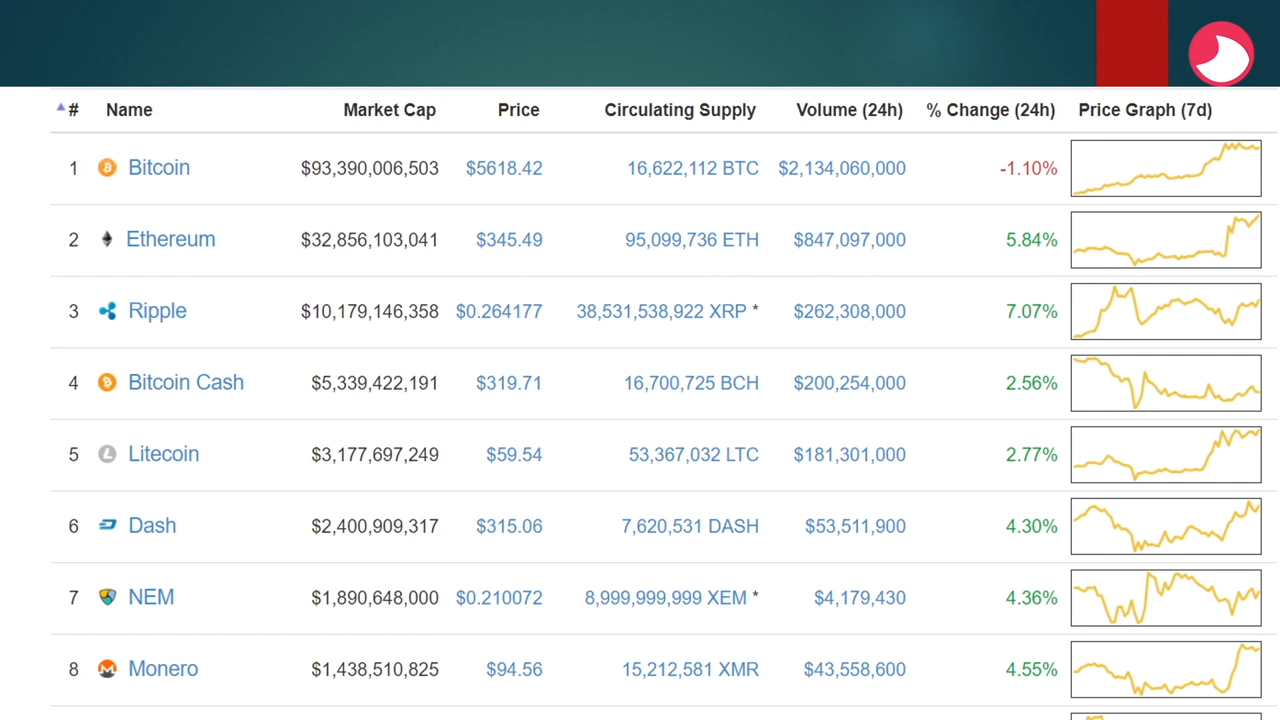 # Name Market Cap Price Circulating Supply Volume (24h) % Change (24h) Price Graph (7d)
1 Bitcoin $93,390,006,503 $5618.42 16,622,112 BTC $2,134,060,000 -1.10%
2 Ethereum $32,856,103,041 $345.49 95,099,736 ETH $847,097,000 5.84%
3 Ripple $10,179,146,358 $0.264177 38,531,538,922 XRP * $262,308,000 7.07%
4 Bitcoin Cash $5,339,422,191 $319.71 16,700,725 BCH $200,254,000 2.56%
5 Litecoin $3,177,697,249 $59.54 53,367,032 LTC $181,301,000 2.77%
6 Dash $2,400,909,317 $315.06 7,620,531 DASH $53,511,900 4.30%
7 NEM $1,890,648,000 $0.210072 8,999,999,999 XEM * $4,179,430 4.36%
8 Monero $1,438,510,825 $94.56 15,212,581 XMR $43,558,600 4.55%